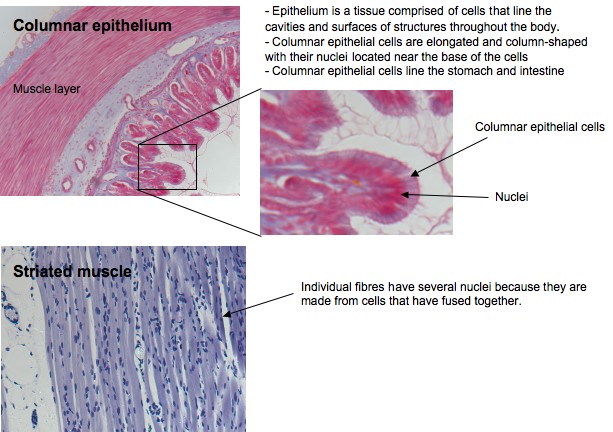 Columnar epithelium
- Epithelium is a tissue comprised of cells that line the
cavities and surfaces of structures throughout the body.
- Columnar epithelial cells are elongated and column-shaped
with their nuclei located near the base of the cells
- Columnar epithelial cells line the stomach and intestine
Muscle layer
Columnar epithelial cells
Nuclei
Striated muscle
Individual fibres have several nuclei because they are
made from cells that have fused together.